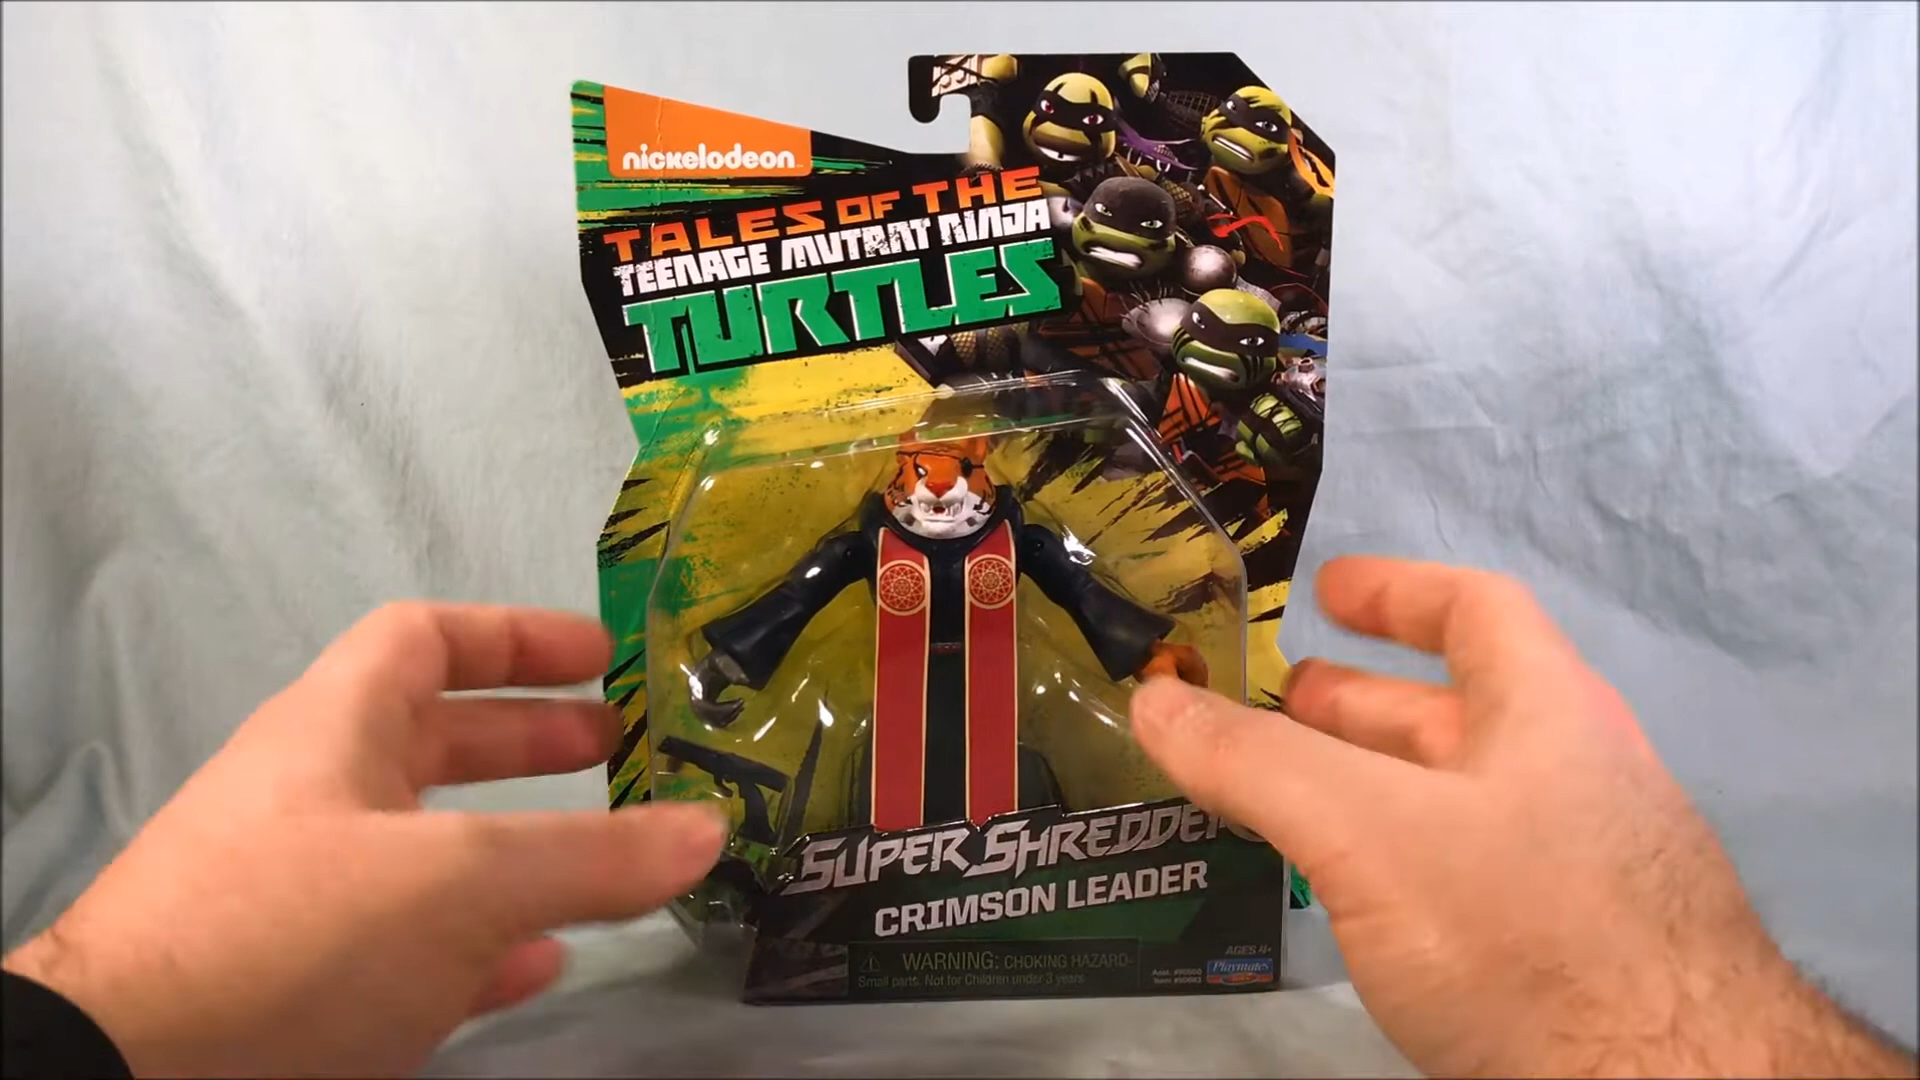 nickelodeon
TALES OF THE
TEENAGE MUTANT NINJA
TURTLES
SUPER SHREDDER
CRIMSON LEADER
WARNING: CHOKING HAZARD-
Small parts. Not for Children under 3 years
AGES 4+
Playmates